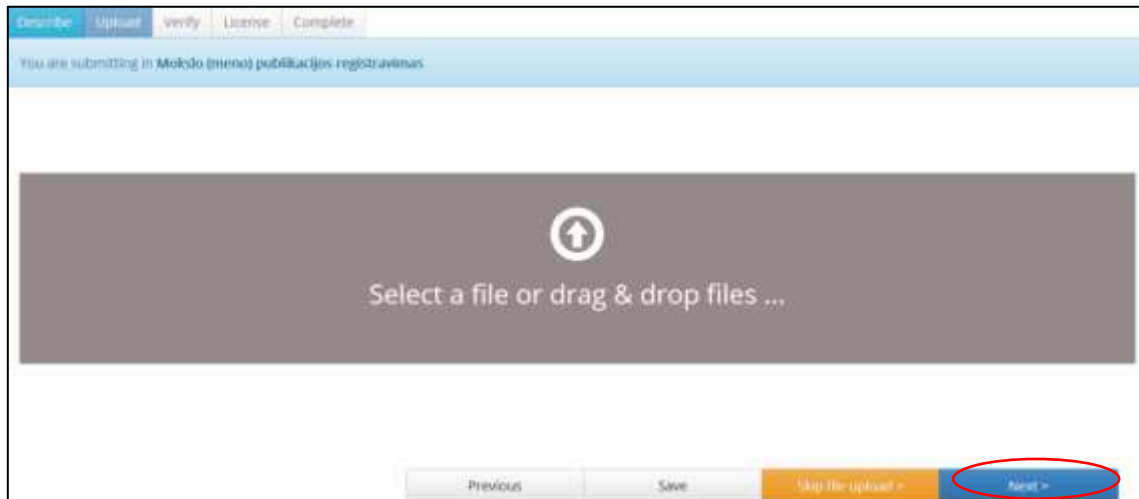 Describe Upload Verify License Complete
You are submitting in Mokslo (meno) publikacijos registravimas
Select a file or drag & drop files ...
Previous Save Skip file upload > Next >